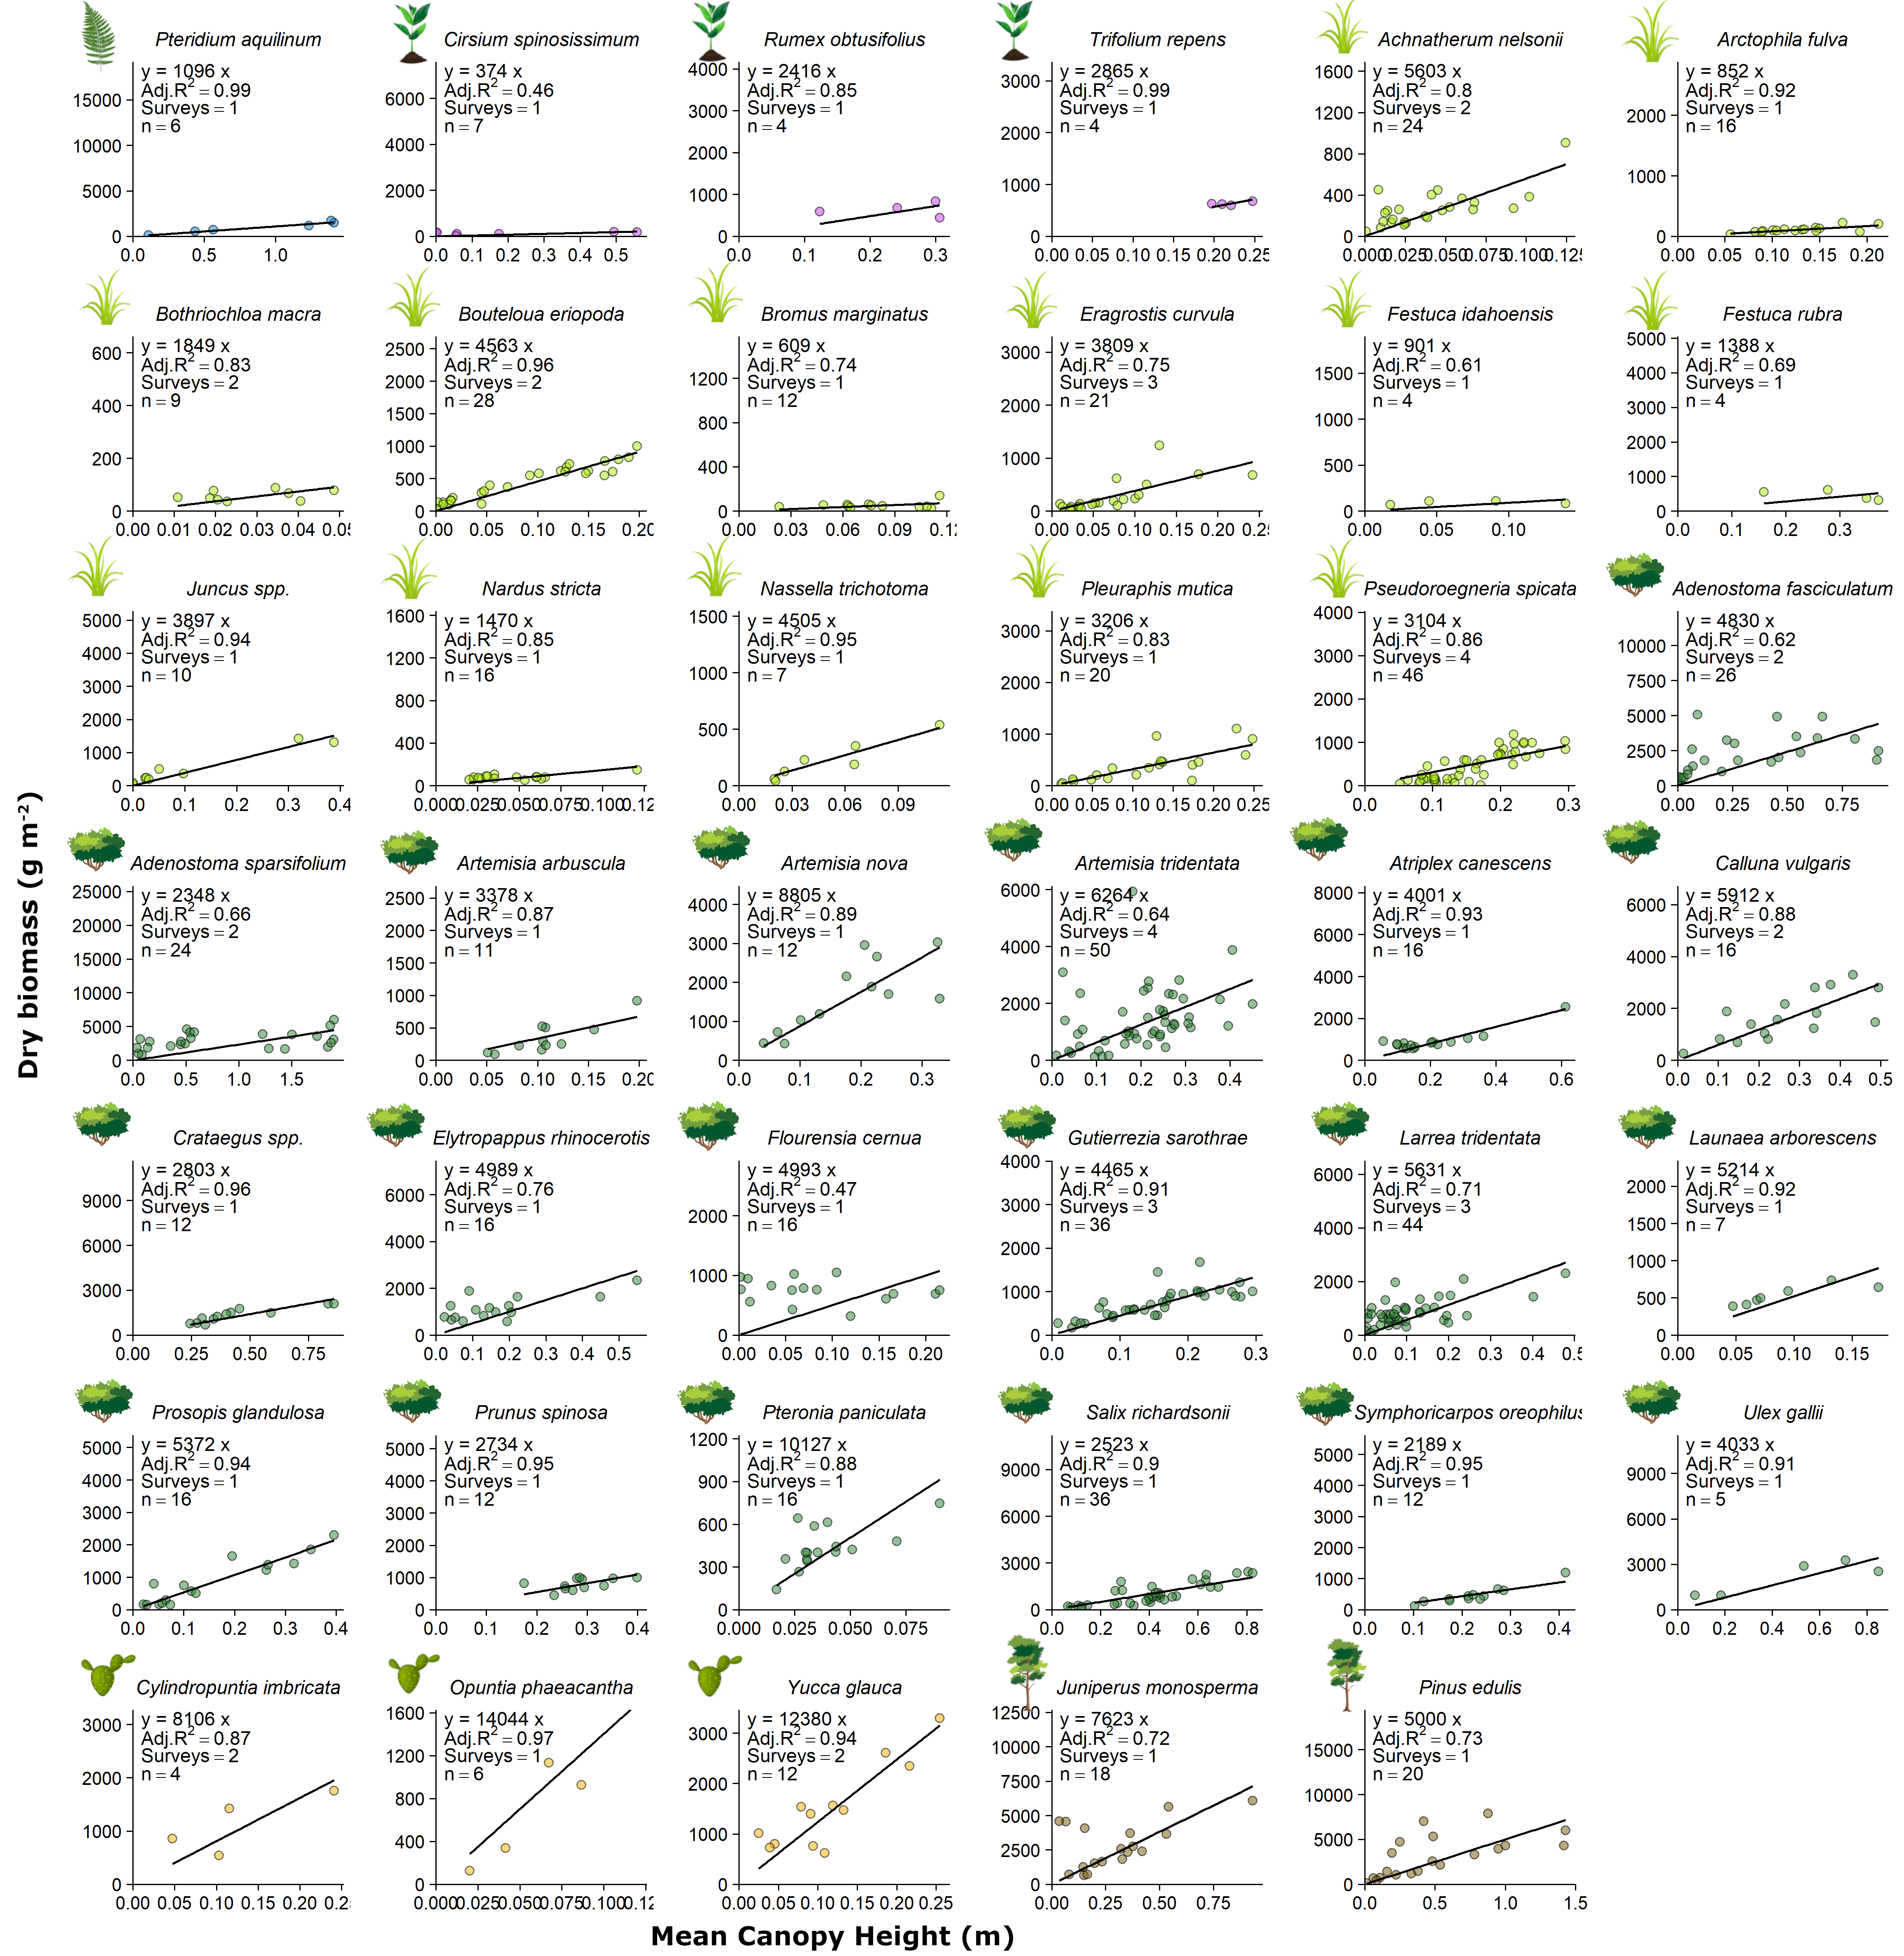 Dry biomass (g m⁻²)
Pteridium aquilinum
y = 1096 x
Adj.R² = 0.99
Surveys = 1
n = 6
15000
10000
5000
0
0.0 0.5 1.0
Cirsium spinosissimum
y = 374 x
Adj.R² = 0.46
Surveys = 1
n = 7
6000
4000
2000
0
0.0 0.1 0.2 0.3 0.4 0.5
Rumex obtusifolius
y = 2416 x
Adj.R² = 0.85
Surveys = 1
n = 4
4000
3000
2000
1000
0
0.0 0.1 0.2 0.3
Trifolium repens
y = 2865 x
Adj.R² = 0.99
Surveys = 1
n = 4
3000
2000
1000
0
0.00 0.05 0.10 0.15 0.20 0.25
Achnatherum nelsonii
y = 5603 x
Adj.R² = 0.8
Surveys = 2
n = 24
1600
1200
800
400
0
0.000 0.025 0.050 0.075 0.100 0.125
Arctophila fulva
y = 852 x
Adj.R² = 0.92
Surveys = 1
n = 16
2000
1000
0
0.00 0.05 0.10 0.15 0.20
Bothriochloa macra
y = 1849 x
Adj.R² = 0.83
Surveys = 2
n = 9
600
400
200
0
0.00 0.01 0.02 0.03 0.04 0.05
Bouteloua eriopoda
y = 4563 x
Adj.R² = 0.96
Surveys = 2
n = 28
2500
2000
1500
1000
500
0
0.00 0.05 0.10 0.15 0.20
Bromus marginatus
y = 609 x
Adj.R² = 0.74
Surveys = 1
n = 12
1200
800
400
0
0.00 0.03 0.06 0.09 0.1
Eragrostis curvula
y = 3809 x
Adj.R² = 0.75
Surveys = 3
n = 21
3000
2000
1000
0
0.00 0.05 0.10 0.15 0.20 0.25
Festuca idahoensis
y = 901 x
Adj.R² = 0.61
Surveys = 1
n = 4
1500
1000
500
0
0.00 0.05 0.10
Festuca rubra
y = 1388 x
Adj.R² = 0.69
Surveys = 1
n = 4
5000
4000
3000
2000
1000
0
0.0 0.1 0.2 0.3
Juncus spp.
y = 3897 x
Adj.R² = 0.94
Surveys = 1
n = 10
5000
4000
3000
2000
1000
0
0.0 0.1 0.2 0.3 0.4
Nardus stricta
y = 1470 x
Adj.R² = 0.85
Surveys = 1
n = 16
1600
1200
800
400
0
0.000 0.025 0.050 0.075 0.100 0.12
Nassella trichotoma
y = 4505 x
Adj.R² = 0.95
Surveys = 1
n = 7
1500
1000
500
0
0.00 0.03 0.06 0.09
Pleuraphis mutica
y = 3206 x
Adj.R² = 0.83
Surveys = 1
n = 20
3000
2000
1000
0
0.00 0.05 0.10 0.15 0.20 0.25
Pseudoroegneria spicata
y = 3104 x
Adj.R² = 0.86
Surveys = 4
n = 46
4000
3000
2000
1000
0
0.0 0.1 0.2 0.3
Adenostoma fasciculatum
y = 4830 x
Adj.R² = 0.62
Surveys = 2
n = 26
10000
7500
5000
2500
0
0.00 0.25 0.50 0.75
Adenostoma sparsifolium
y = 2348 x
Adj.R² = 0.66
Surveys = 2
n = 24
25000
20000
15000
10000
5000
0
0.0 0.5 1.0 1.5
Artemisia arbuscula
y = 3378 x
Adj.R² = 0.87
Surveys = 1
n = 11
2500
2000
1500
1000
500
0
0.00 0.05 0.10 0.15 0.20
Artemisia nova
y = 8805 x
Adj.R² = 0.89
Surveys = 1
n = 12
4000
3000
2000
1000
0
0.0 0.1 0.2 0.3
Artemisia tridentata
y = 6264 x
Adj.R² = 0.64
Surveys = 4
n = 50
6000
4000
2000
0
0.0 0.1 0.2 0.3 0.4
Atriplex canescens
y = 4001 x
Adj.R² = 0.93
Surveys = 1
n = 16
8000
6000
4000
2000
0
0.0 0.2 0.4 0.6
Calluna vulgaris
y = 5912 x
Adj.R² = 0.88
Surveys = 2
n = 16
6000
4000
2000
0
0.0 0.1 0.2 0.3 0.4 0.5
Crataegus spp.
y = 2803 x
Adj.R² = 0.96
Surveys = 1
n = 12
9000
6000
3000
0
0.00 0.25 0.50 0.75
Elytropappus rhinocerotis
y = 4989 x
Adj.R² = 0.76
Surveys = 1
n = 16
6000
4000
2000
0
0.0 0.1 0.2 0.3 0.4 0.5
Flourensia cernua
y = 4993 x
Adj.R² = 0.47
Surveys = 1
n = 16
2000
1000
0
0.00 0.05 0.10 0.15 0.20
Gutierrezia sarothrae
y = 4465 x
Adj.R² = 0.91
Surveys = 3
n = 36
4000
3000
2000
1000
0
0.0 0.1 0.2 0.3
Larrea tridentata
y = 5631 x
Adj.R² = 0.71
Surveys = 3
n = 44
6000
4000
2000
0
0.0 0.1 0.2 0.3 0.4 0.5
Launaea arborescens
y = 5214 x
Adj.R² = 0.92
Surveys = 1
n = 7
2000
1500
1000
500
0
0.00 0.05 0.10 0.15
Prosopis glandulosa
y = 5372 x
Adj.R² = 0.94
Surveys = 1
n = 16
5000
4000
3000
2000
1000
0
0.0 0.1 0.2 0.3 0.4
Prunus spinosa
y = 2734 x
Adj.R² = 0.95
Surveys = 1
n = 12
5000
4000
3000
2000
1000
0
0.0 0.1 0.2 0.3 0.4
Pteronia paniculata
y = 10127 x
Adj.R² = 0.88
Surveys = 1
n = 16
1200
900
600
300
0
0.000 0.025 0.050 0.075
Salix richardsonii
y = 2523 x
Adj.R² = 0.9
Surveys = 1
n = 36
9000
6000
3000
0
0.0 0.2 0.4 0.6 0.8
Symphoricarpos oreophilus
y = 2189 x
Adj.R² = 0.95
Surveys = 1
n = 12
5000
4000
3000
2000
1000
0
0.0 0.1 0.2 0.3 0.4
Ulex gallii
y = 4033 x
Adj.R² = 0.91
Surveys = 1
n = 5
9000
6000
3000
0
0.0 0.2 0.4 0.6 0.8
Cylindropuntia imbricata
y = 8106 x
Adj.R² = 0.87
Surveys = 2
n = 4
3000
2000
1000
0
0.00 0.05 0.10 0.15 0.20 0.25
Opuntia phaeacantha
y = 14044 x
Adj.R² = 0.97
Surveys = 1
n = 6
1600
1200
800
400
0
0.000 0.025 0.050 0.075 0.100 0.12
Yucca glauca
y = 12380 x
Adj.R² = 0.94
Surveys = 2
n = 12
3000
2000
1000
0
0.00 0.05 0.10 0.15 0.20 0.25
Juniperus monosperma
y = 7623 x
Adj.R² = 0.72
Surveys = 1
n = 18
12500
10000
7500
5000
2500
0
0.00 0.25 0.50 0.75
Pinus edulis
y = 5000 x
Adj.R² = 0.73
Surveys = 1
n = 20
15000
10000
5000
0
0.0 0.5 1.0 1.5
Mean Canopy Height (m)